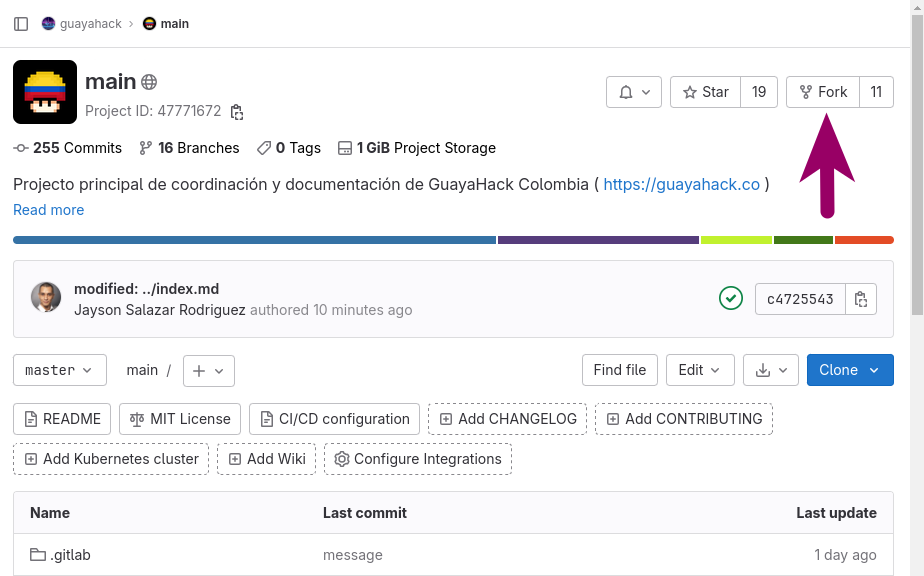 guayahack > main
main
Project ID: 47771672
Star 19 Fork 11
255 Commits 16 Branches 0 Tags 1 GiB Project Storage
Projecto principal de coordinación y documentación de GuayaHack Colombia ( https://guayahack.co )
Read more
modified: ../index.md
Jayson Salazar Rodriguez authored 10 minutes ago
c4725543
master main / Find file Edit Clone
README MIT License CI/CD configuration Add CHANGELOG Add CONTRIBUTING
Add Kubernetes cluster Add Wiki Configure Integrations
Name Last commit Last update
.gitlab message 1 day ago